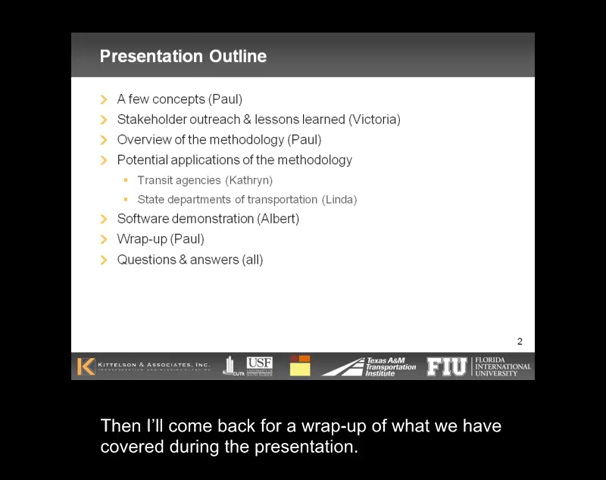 Presentation Outline
A few concepts (Paul)
Stakeholder outreach & lessons learned (Victoria)
Overview of the methodology (Paul)
Potential applications of the methodology
Transit agencies (Kathryn)
State departments of transportation (Linda)
Software demonstration (Albert)
Wrap-up (Paul)
Questions & answers (all)
2
KITTELSON & ASSOCIATES, INC.
CUTR
USF
Texas A&M
Transportation
Institute
FIU
FLORIDA
INTERNATIONAL
UNIVERSITY
Then I'll come back for a wrap-up of what we have
covered during the presentation.